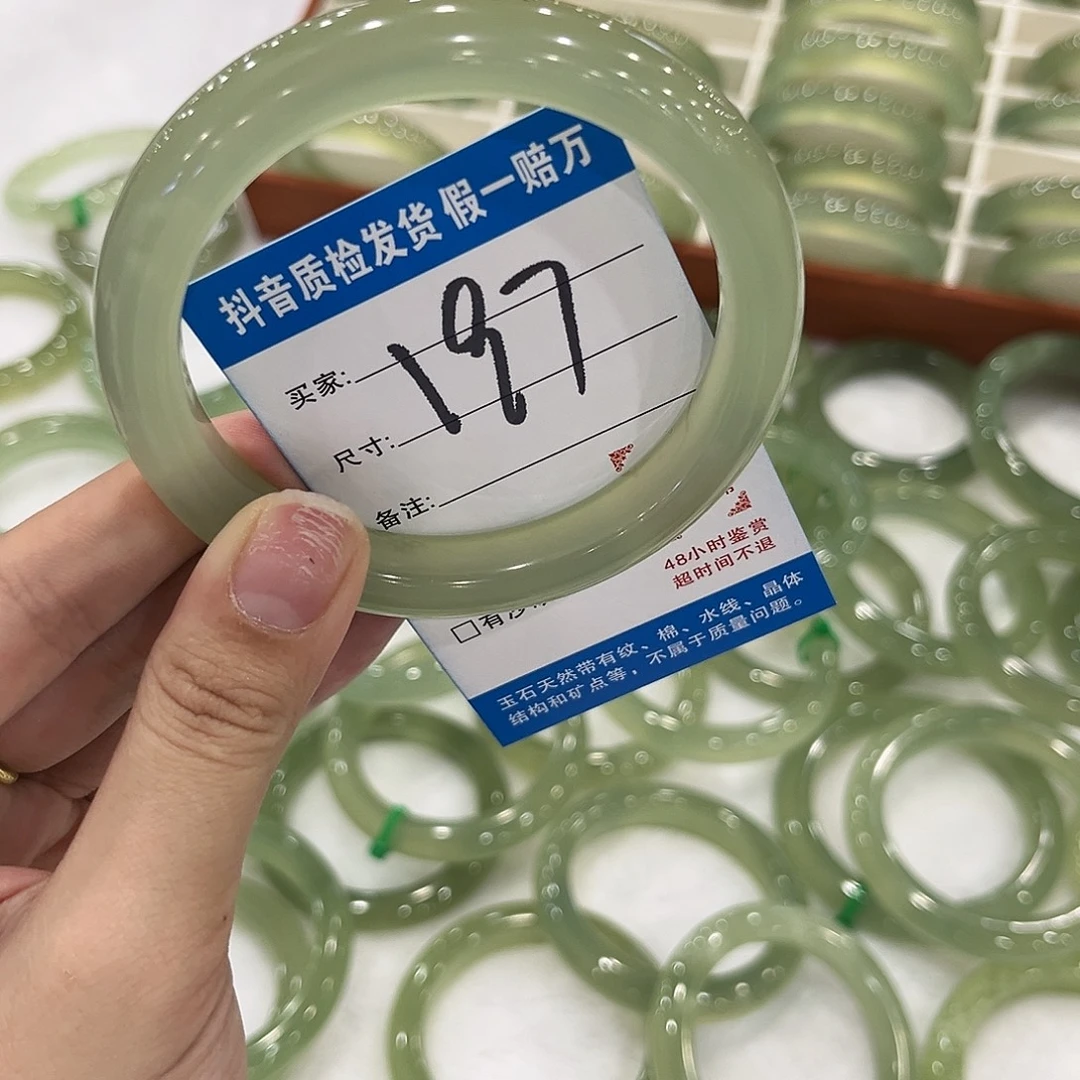 抖音质检发货 假一赔万
197
买家:
尺寸:
备注:
48小时鉴赏
超时间不退
玉石天然带有纹、棉、水线、晶体
结构和矿点等，不属于质量问题。